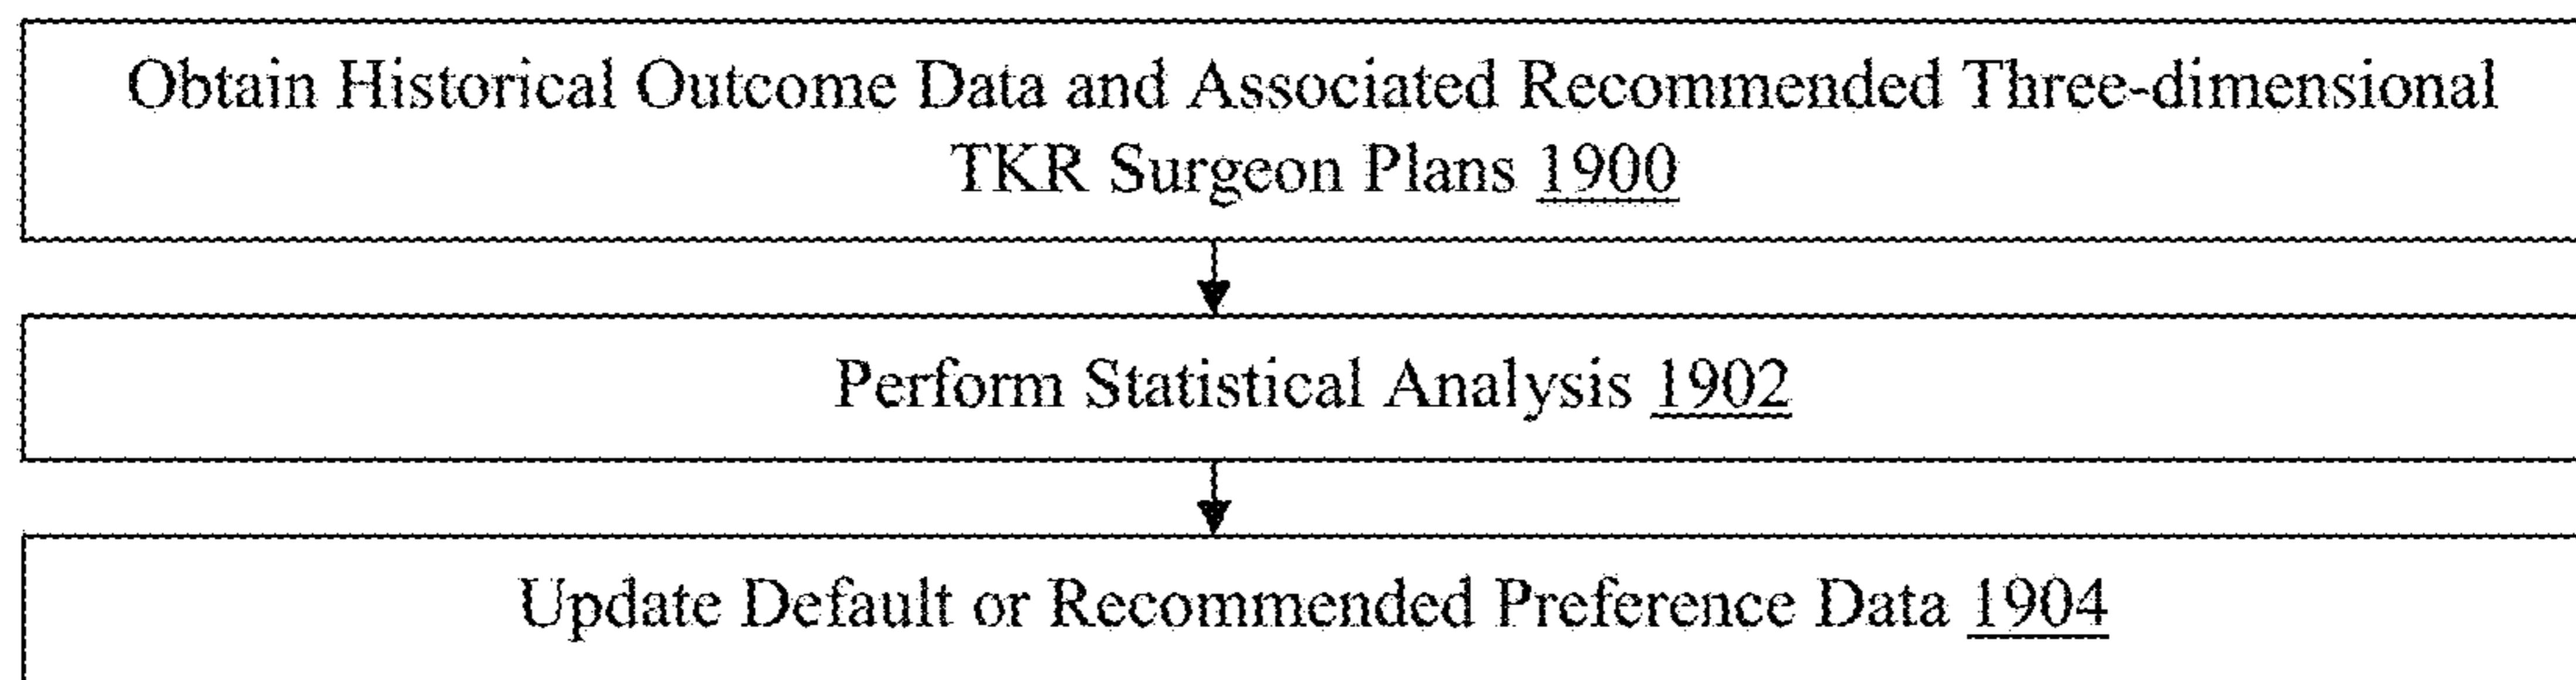 Obtain Historical Outcome Data and Associated Recommended Three-dimensional
TKR Surgeon Plans 1900
Perform Statistical Analysis 1902
Update Default or Recommended Preference Data 1904